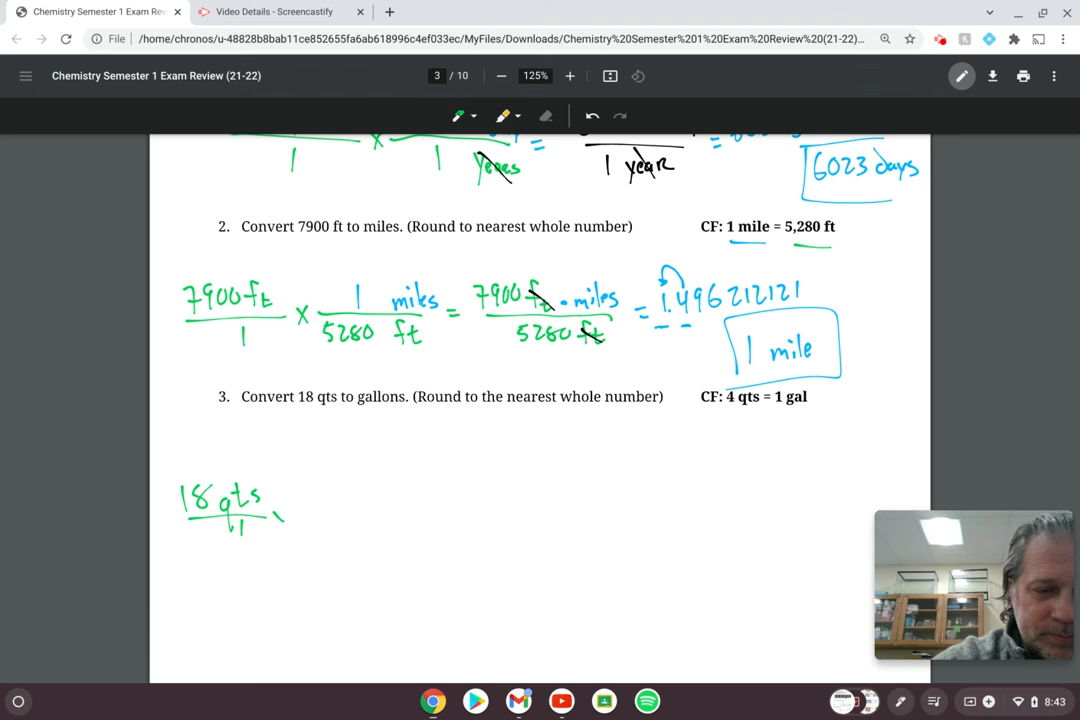 Chemistry Semester 1 Exam Rev
Video Details - Screencastify
File
/home/chronos/u-48828b8bab11ce852655fa6ab618996c4ef033ec/MyFiles/Downloads/Chemistry%20Semester%201%20Exam%20Review%20(21-22)...
Chemistry Semester 1 Exam Review (21-22)
3 / 10
125%
1 x 1 years = 1 year =
6023 days
2. Convert 7900 ft to miles. (Round to nearest whole number) CF: 1 mile = 5,280 ft
7900 ft x 1 miles = 7900 ft • miles = 1.496212121
1 5280 ft 5280 ft
1 mile
3. Convert 18 qts to gallons. (Round to the nearest whole number) CF: 4 qts = 1 gal
18 qts
1
8:43